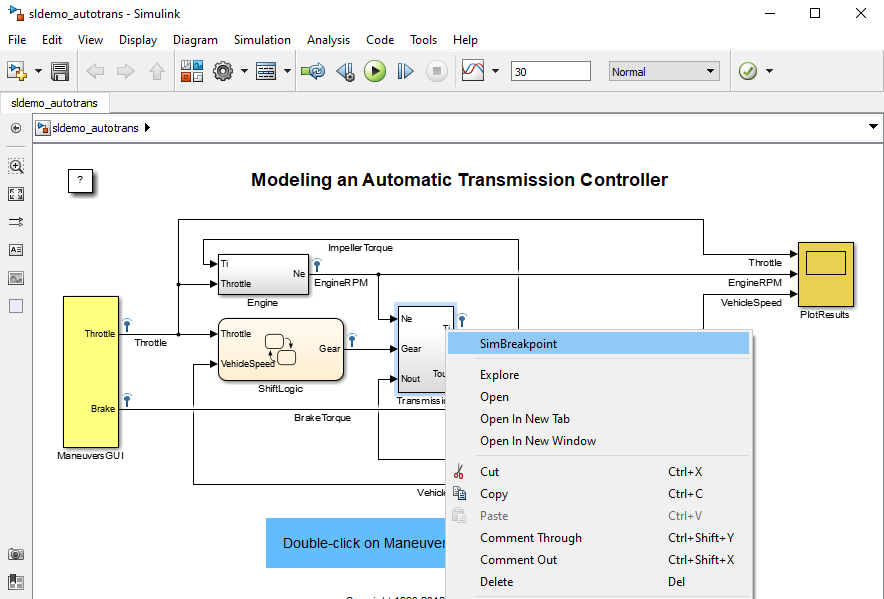 sldemo_autotrans - Simulink
File Edit View Display Diagram Simulation Analysis Code Tools Help
30
Normal
sldemo_autotrans
sldemo_autotrans
?
Modeling an Automatic Transmission Controller
ImpellerTorque
Ti
Ne
Throttle
Engine
EngineRPM
Throttle
EngineRPM
VehicleSpeed
PlotResults
Throttle
Brake
ManeuversGUI
Throttle
Throttle
Gear
VehicleSpeed
ShiftLogic
Ne
Ti
Gear
Nout
Tou
Transmissi
BrakeTorque
Vehicl
Double-click on Maneuver
SimBreakpoint
Explore
Open
Open In New Tab
Open In New Window
Cut Ctrl+X
Copy Ctrl+C
Paste Ctrl+V
Comment Through Ctrl+Shift+Y
Comment Out Ctrl+Shift+X
Delete Del